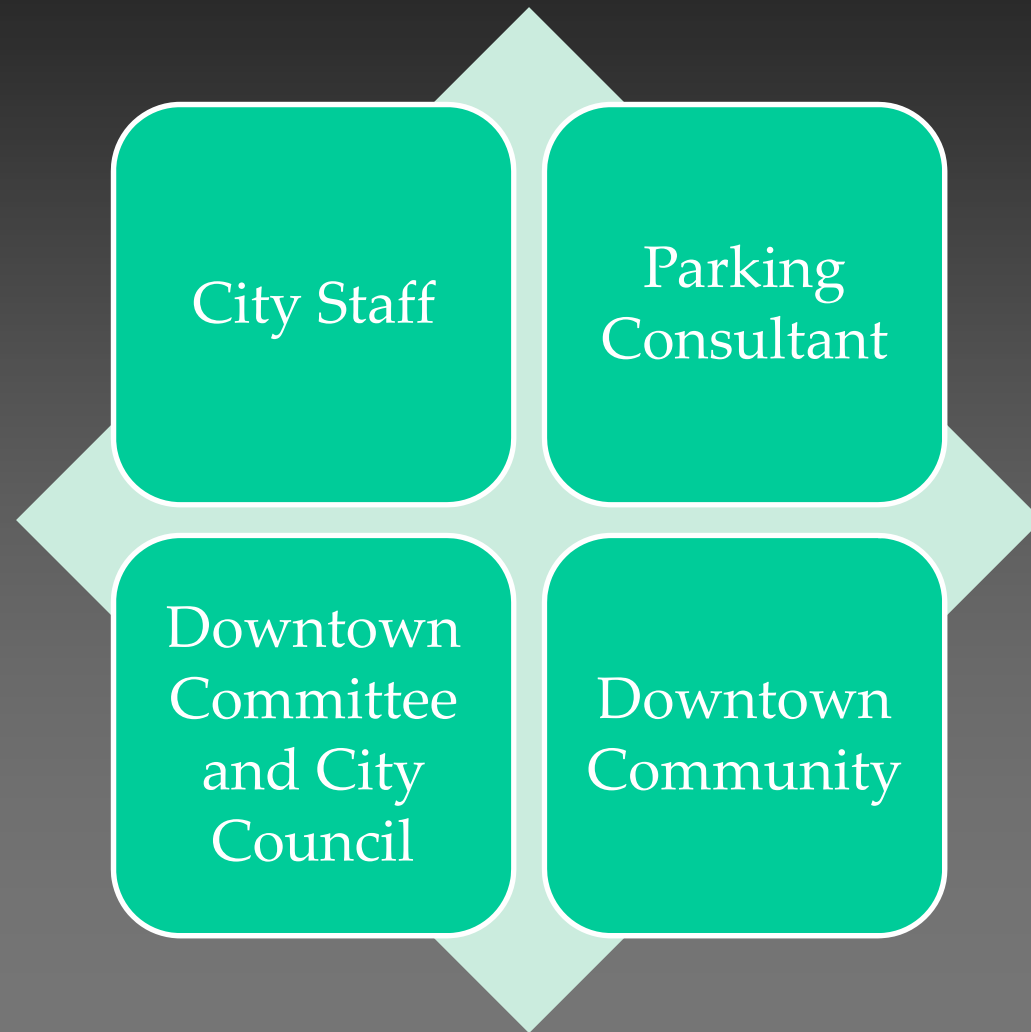 City Staff
Parking
Consultant
Downtown
Committee
and City
Council
Downtown
Community